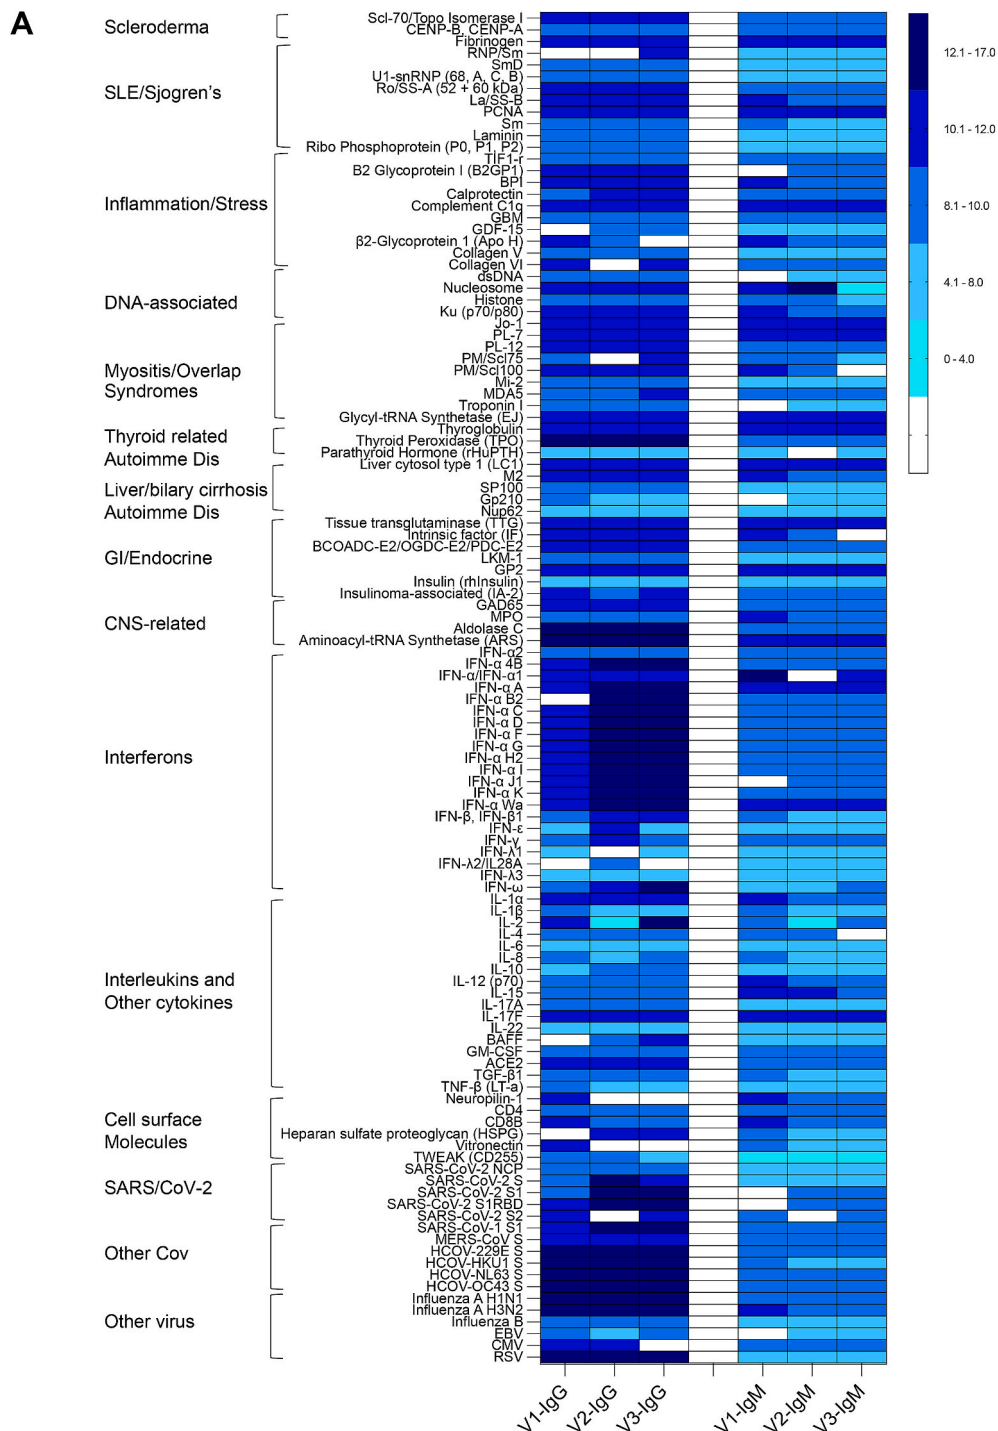 A
Scleroderma
SLE/Sjogren's
Inflammation/Stress
DNA-associated
Myositis/Overlap
Syndromes
Thyroid related
Autoimme Dis
Liver/bilary cirrhosis
Autoimme Dis
GI/Endocrine
CNS-related
Interferons
Interleukins and
Other cytokines
Cell surface
Molecules
SARS/CoV-2
Other Cov
Other virus
Scl-70/Topo Isomerase I
CENP-B, CENP-A
Fibrinogen
RNP/Sm
SmD
U1-snRNP (68, A, C, B)
Ro/SS-A (52 + 60 kDa)
La/SS-B
PCNA
Sm
Laminin
Ribo Phosphoprotein (P0, P1, P2)
TIF1-r
B2 Glycoprotein I (B2GP1)
BPI
Calprotectin
Complement C1q
GBM
GDF-15
β2-Glycoprotein 1 (Apo H)
Collagen V
Collagen VI
dsDNA
Nucleosome
Histone
Ku (p70/p80)
Jo-1
PL-7
PL-12
PM/Scl75
PM/Scl100
Mi-2
MDA5
Troponin I
Glycyl-tRNA Synthetase (EJ)
Thyroglobulin
Thyroid Peroxidase (TPO)
Parathyroid Hormone (rHuPTH)
Liver cytosol type 1 (LC1)
M2
SP100
Gp210
Nup62
Tissue transglutaminase (TTG)
Intrinsic factor (IF)
BCOADC-E2/OGDC-E2/PDC-E2
LKM-1
GP2
Insulin (rhInsulin)
Insulinoma-associated (IA-2)
GAD65
MPO
Aldolase C
Aminoacyl-tRNA Synthetase (ARS)
IFN-α2
IFN-α 4B
IFN-α/IFN-α1
IFN-α A
IFN-α B2
IFN-α C
IFN-α D
IFN-α F
IFN-α G
IFN-α H2
IFN-α I
IFN-α J1
IFN-α K
IFN-α Wa
IFN-β, IFN-β1
IFN-ε
IFN-γ
IFN-λ1
IFN-λ2/IL28A
IFN-λ3
IFN-ω
IL-1α
IL-1β
IL-2
IL-4
IL-6
IL-8
IL-10
IL-12 (p70)
IL-15
IL-17A
IL-17F
IL-22
BAFF
GM-CSF
ACE2
TGF-β1
TNF-β (LT-a)
Neuropilin-1
CD4
CD8B
Heparan sulfate proteoglycan (HSPG)
Vitronectin
TWEAK (CD255)
SARS-CoV-2 NCP
SARS-CoV-2 S
SARS-CoV-2 S1
SARS-CoV-2 S1RBD
SARS-CoV-2 S2
SARS-CoV-1 S1
MERS-CoV S
HCOV-229E S
HCOV-HKU1 S
HCOV-NL63 S
HCOV-OC43 S
Influenza A H1N1
Influenza A H3N2
Influenza B
EBV
CMV
RSV
V1-IgG
V2-IgG
V3-IgG
V1-IgM
V2-IgM
V3-IgM
12.1 - 17.0
10.1 - 12.0
8.1 - 10.0
4.1 - 8.0
0 - 4.0